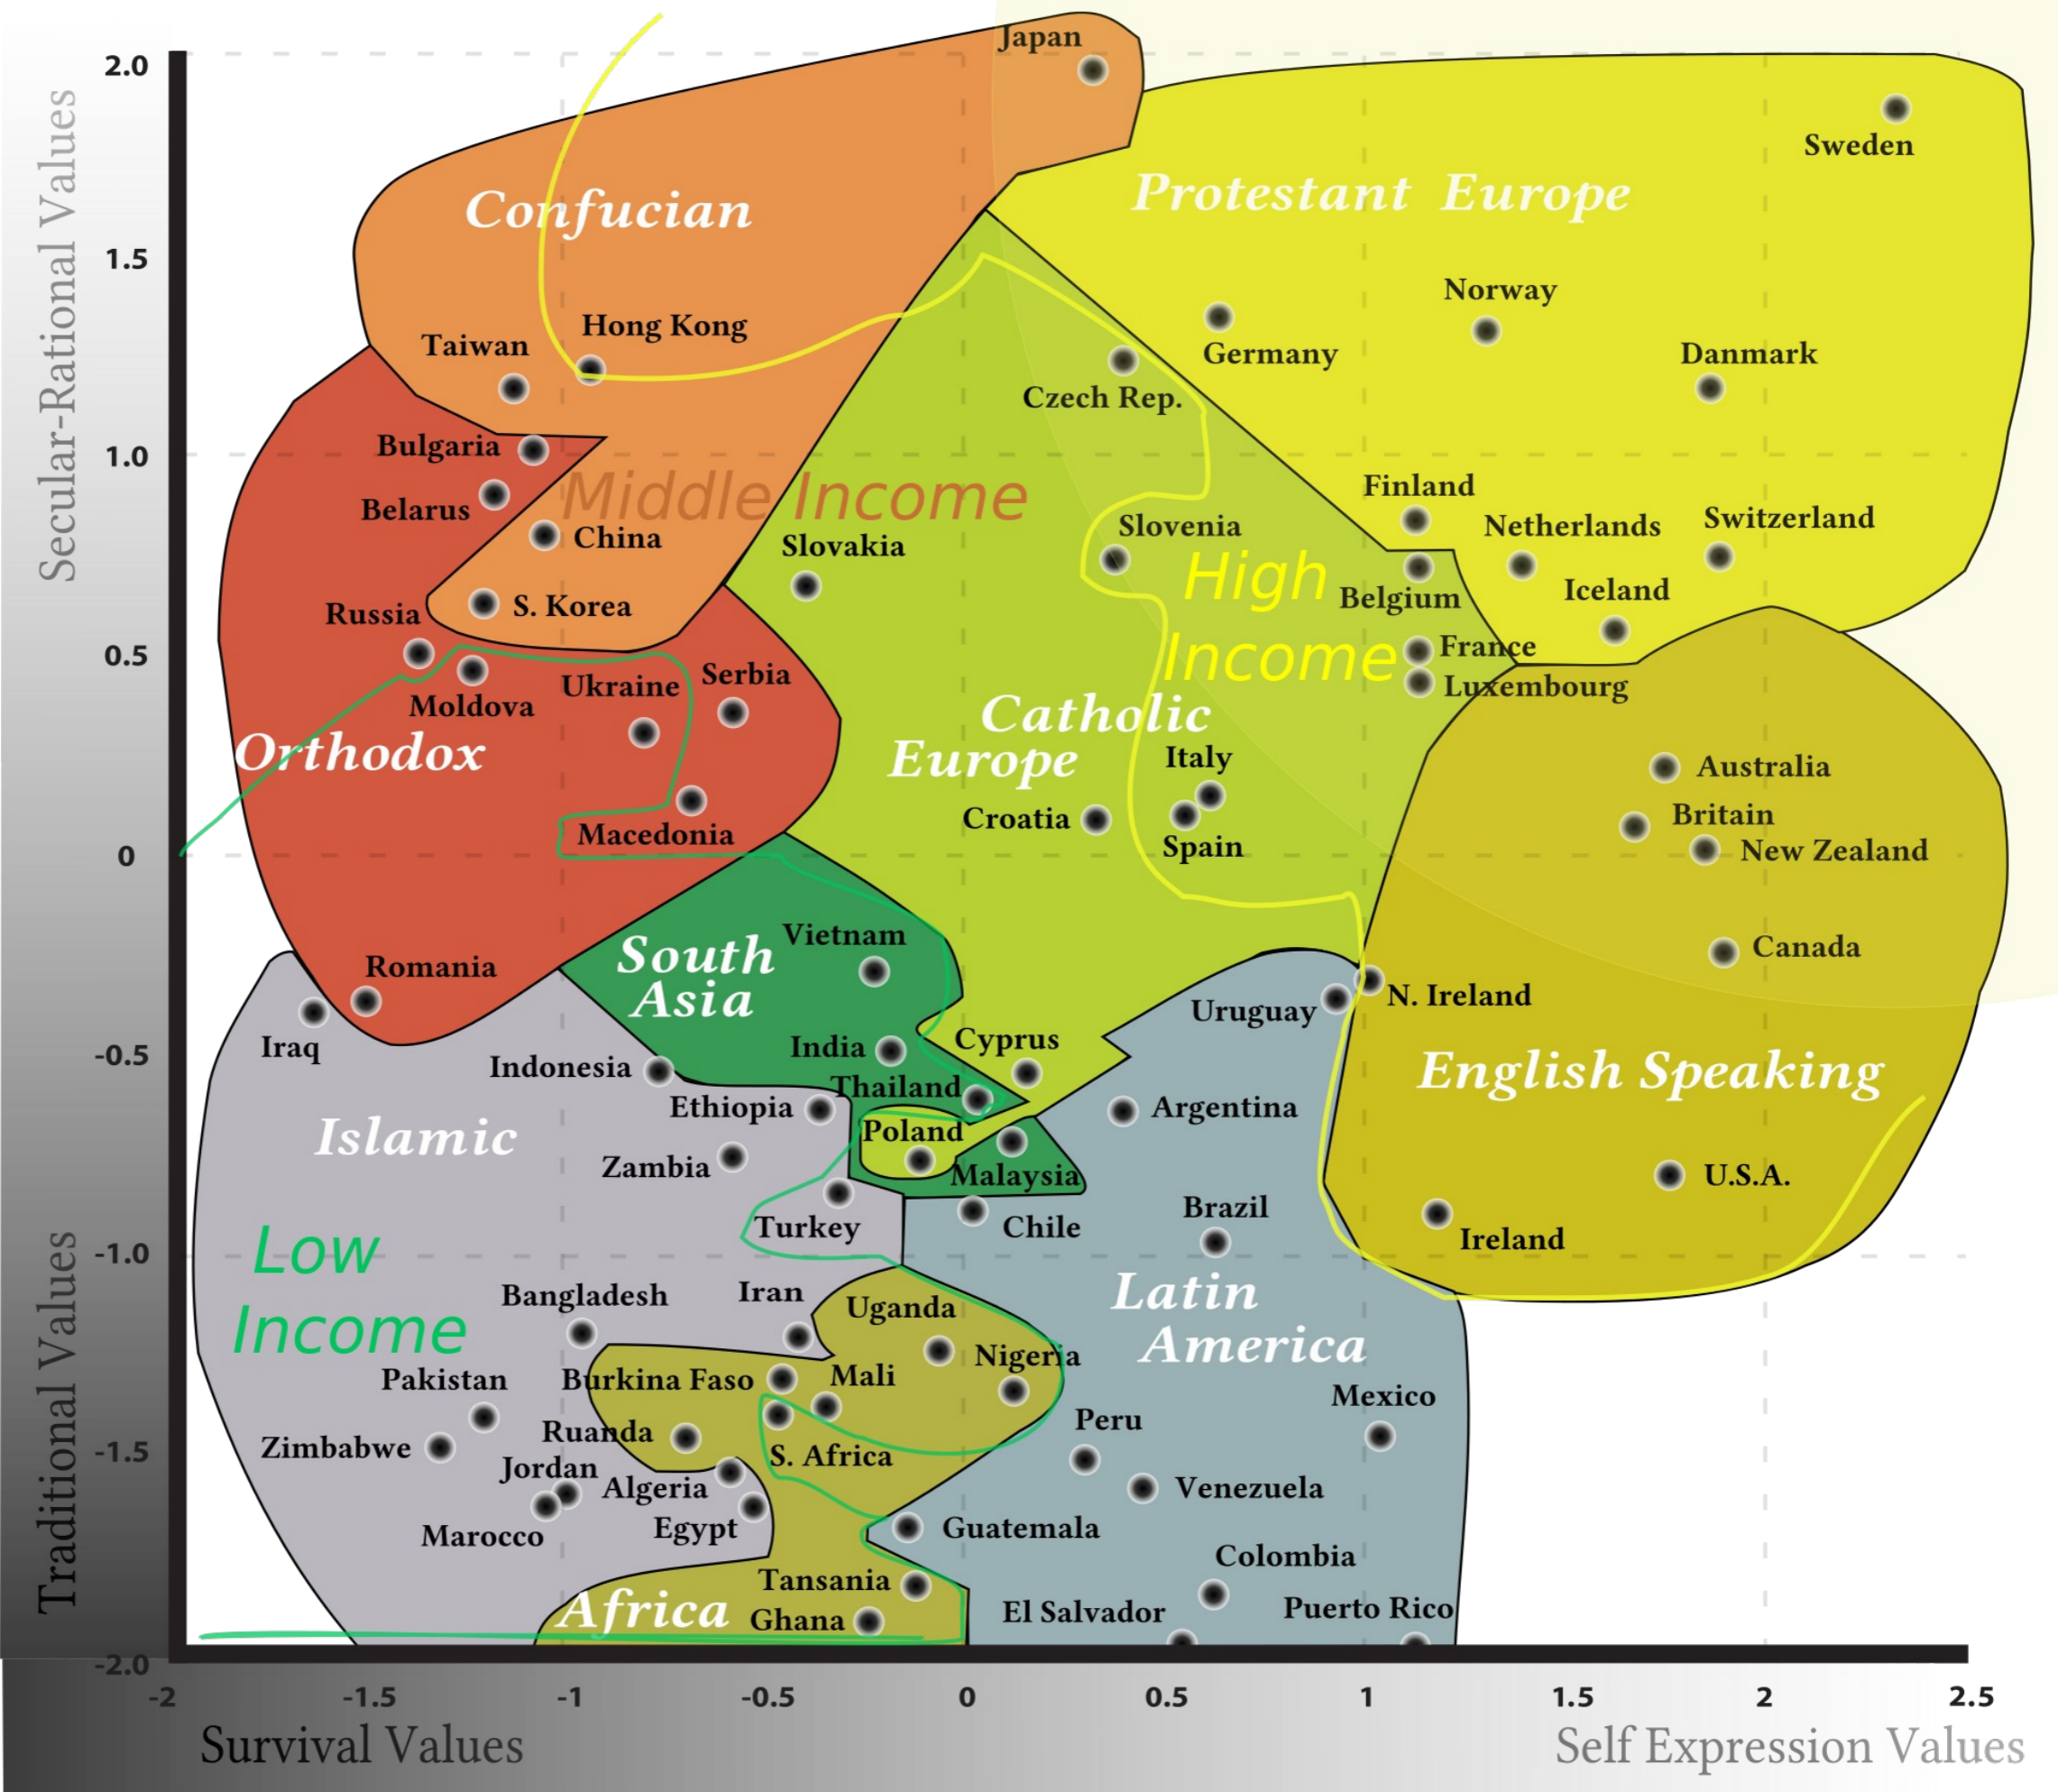 Japan
2.0
Sweden
Secular-Rational Values
Protestant Europe
Confucian
1.5
Norway
Hong Kong
Taiwan
Germany
Danmark
Czech Rep.
Bulgaria
1.0
Middle Income
Finland
Belarus
Switzerland
Slovenia
Netherlands
China
Slovakia
High
Income
Belgium
Iceland
S. Korea
Russia
France
0.5
Serbia
Ukraine
Luxembourg
Moldova
Catholic
Europe
Orthodox
Italy
Australia
Croatia
Britain
Macedonia
Spain
New Zealand
0
Vietnam
Canada
South
Asia
Romania
N. Ireland
Uruguay
Iraq
-0.5
India
Cyprus
Indonesia
English Speaking
Thailand
Ethiopia
Argentina
Poland
Islamic
Zambia
Malaysia
U.S.A.
Brazil
Turkey
Chile
Ireland
-1.0
Low
Income
Traditional Values
Latin
America
Bangladesh
Iran
Uganda
Nigeria
Pakistan
Burkina Faso
Mali
Mexico
Peru
Ruanda
Zimbabwe
-1.5
S. Africa
Jordan
Algeria
Venezuela
Marocco
Egypt
Guatemala
Colombia
Tansania
Africa
Ghana
El Salvador
Puerto Rico
-2.0
-2
-1.5
-1
-0.5
0
0.5
1
1.5
2
2.5
Survival Values
Self Expression Values